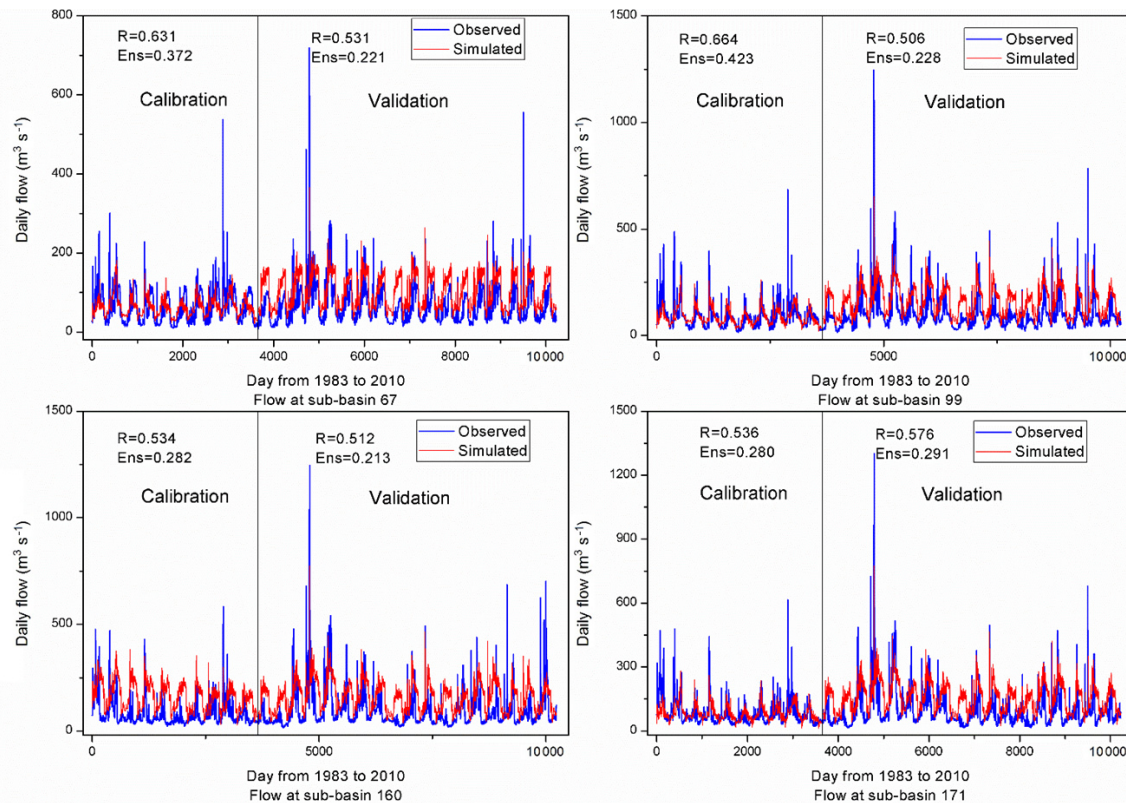 800
600
400
200
0
Daily flow (m³ s⁻¹)
R=0.631
Ens=0.372
R=0.531
Ens=0.221
Observed
Simulated
Calibration
Validation
0
2000
4000
6000
8000
10000
Day from 1983 to 2010
Flow at sub-basin 67
1500
1000
500
0
Daily flow (m³ s⁻¹)
R=0.664
Ens=0.423
R=0.506
Ens=0.228
Observed
Simulated
Calibration
Validation
0
5000
10000
Day from 1983 to 2010
Flow at sub-basin 99
1500
1000
500
0
Daily flow (m³ s⁻¹)
R=0.534
Ens=0.282
R=0.512
Ens=0.213
Observed
Simulated
Calibration
Validation
0
5000
10000
Day from 1983 to 2010
Flow at sub-basin 160
1500
1200
900
600
300
0
Daily flow (m³ s⁻¹)
R=0.536
Ens=0.280
R=0.576
Ens=0.291
Observed
Simulated
Calibration
Validation
0
2000
4000
6000
8000
10000
Day from 1983 to 2010
Flow at sub-basin 171